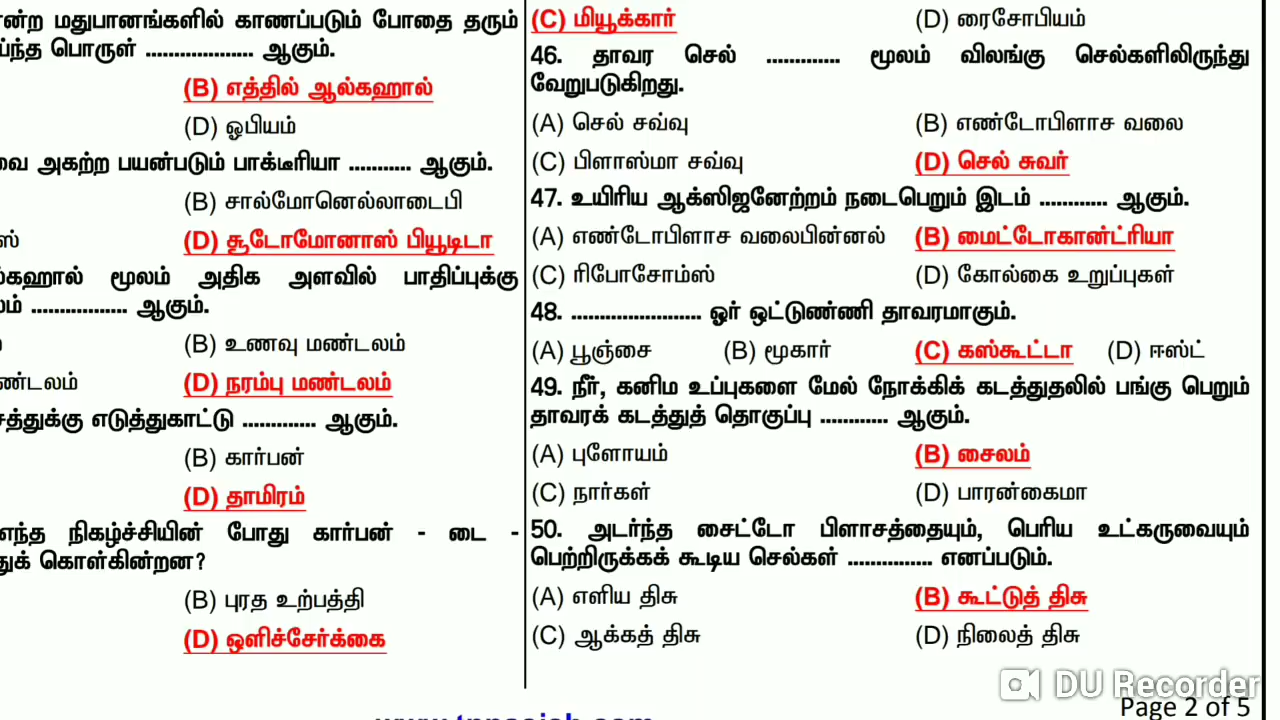 ன்ற மதுபானங்களில் காணப்படும் போதை தரும்
ய்ந்த பொருள் ................... ஆகும்.
(B) எத்தில் ஆல்கஹால்
(D) ஓபியம்
வை அகற்ற பயன்படும் பாக்டீரியா ........... ஆகும்.
(B) சால்மோனெல்லாடைபி
ஸ் (D) சூடோமோனாஸ் பியூடிடா
ல்கஹால் மூலம் அதிக அளவில் பாதிப்புக்கு
லம் ................. ஆகும்.
(B) உணவு மண்டலம்
ண்டலம் (D) நரம்பு மண்டலம்
சத்துக்கு எடுத்துகாட்டு ............. ஆகும்.
(B) கார்பன்
(D) தாமிரம்
எந்த நிகழ்ச்சியின் போது கார்பன் - டை -
துக் கொள்கின்றன?
(B) புரத உற்பத்தி
(D) ஒளிச்சேர்க்கை
(C) மியூக்கார் (D) ரைசோபியம்
46. தாவர செல் ............. மூலம் விலங்கு செல்களிலிருந்து
வேறுபடுகிறது.
(A) செல் சவ்வு (B) எண்டோபிளாச வலை
(C) பிளாஸ்மா சவ்வு (D) செல் சுவர்
47. உயிரிய ஆக்ஸிஜனேற்றம் நடைபெறும் இடம் ............ ஆகும்.
(A) எண்டோபிளாச வலைபின்னல் (B) மைட்டோகான்ட்ரியா
(C) ரிபோசோம்ஸ் (D) கோல்கை உறுப்புகள்
48. ....................... ஓர் ஒட்டுண்ணி தாவரமாகும்.
(A) பூஞ்சை (B) மூகார் (C) கஸ்கூட்டா (D) ஈஸ்ட்
49. நீர், கனிம உப்புகளை மேல் நோக்கிக் கடத்துதலில் பங்கு பெறும்
தாவரக் கடத்துத் தொகுப்பு ............ ஆகும்.
(A) புளோயம் (B) சைலம்
(C) நார்கள் (D) பாரன்கைமா
50. அடர்ந்த சைட்டோ பிளாசத்தையும், பெரிய உட்கருவையும்
பெற்றிருக்கக் கூடிய செல்கள் ............... எனப்படும்.
(A) எளிய திசு (B) கூட்டுத் திசு
(C) ஆக்கத் திசு (D) நிலைத் திசு
DU Recorder
Page 2 of 5